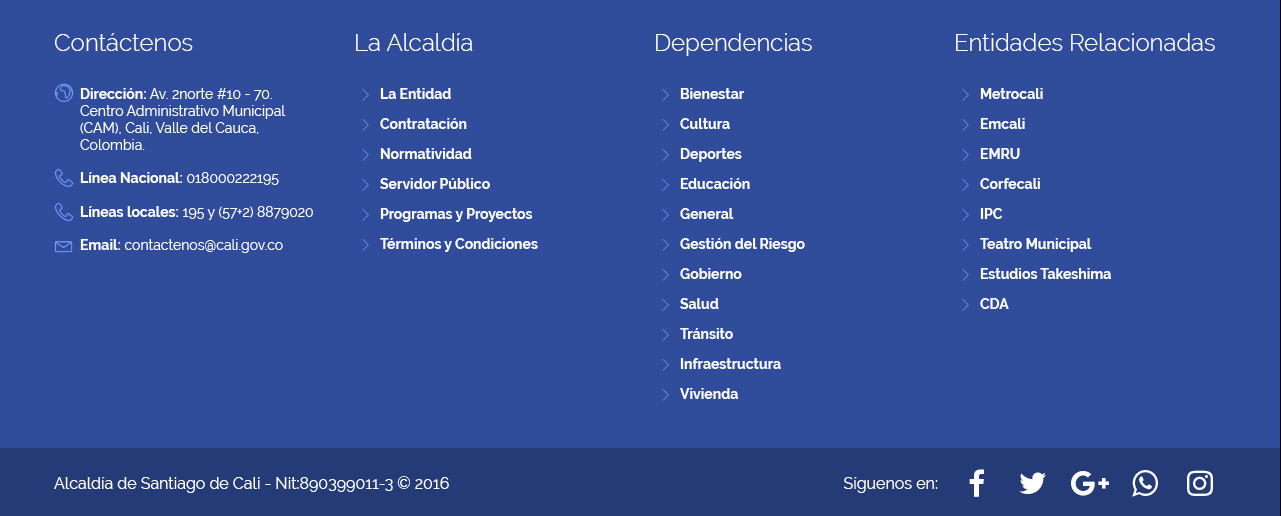 Contáctenos
Dirección: Av. 2norte #10 - 70.
Centro Administrativo Municipal
(CAM), Cali, Valle del Cauca,
Colombia.
Línea Nacional: 018000222195
Líneas locales: 195 y (57+2) 8879020
Email: contactenos@cali.gov.co
La Alcaldía
La Entidad
Contratación
Normatividad
Servidor Público
Programas y Proyectos
Términos y Condiciones
Dependencias
Bienestar
Cultura
Deportes
Educación
General
Gestión del Riesgo
Gobierno
Salud
Tránsito
Infraestructura
Vivienda
Entidades Relacionadas
Metrocali
Emcali
EMRU
Corfecali
IPC
Teatro Municipal
Estudios Takeshima
CDA
Alcaldía de Santiago de Cali - Nit:890399011-3 © 2016
Síguenos en: